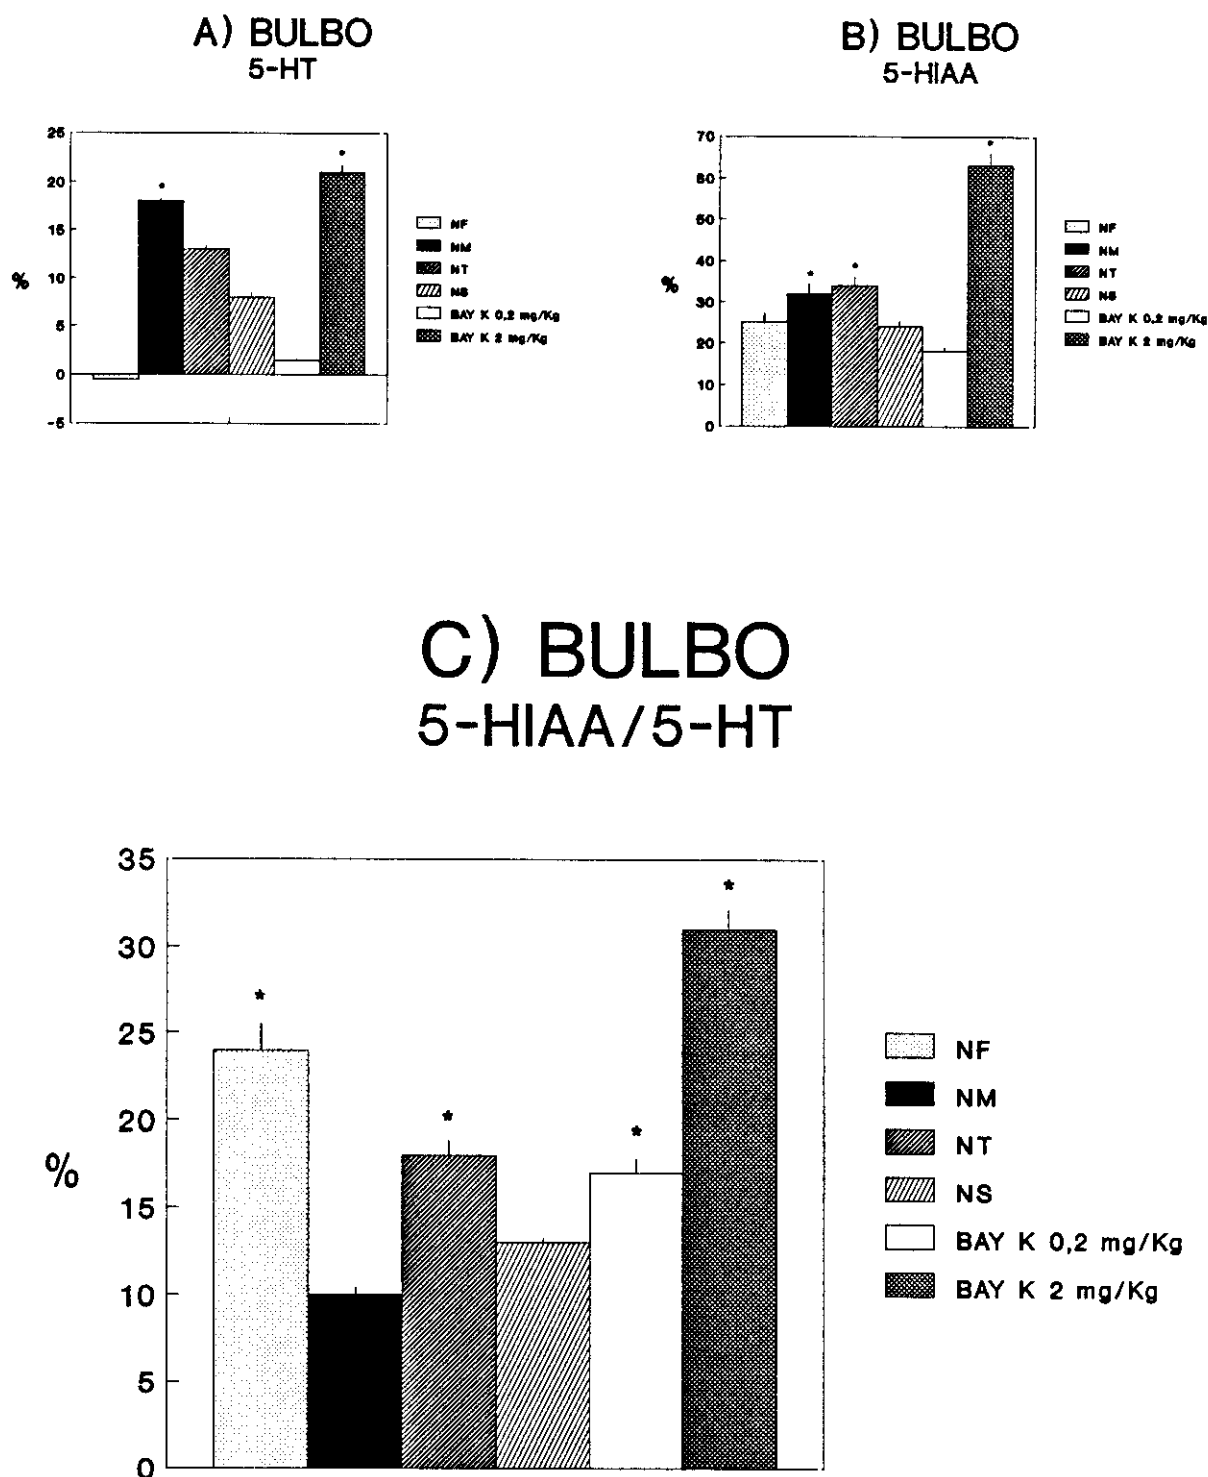 A) BULBO
5-HT
25
20
15
10
5
0
-5
%
*
*
NF
NM
NT
NS
BAY K 0,2 mg/Kg
BAY K 2 mg/Kg
B) BULBO
5-HIAA
70
60
50
40
30
20
10
0
%
*
*
*
NF
NM
NT
NS
BAY K 0,2 mg/Kg
BAY K 2 mg/Kg
C) BULBO
5-HIAA/5-HT
35
30
25
20
15
10
5
0
%
*
*
*
*
NF
NM
NT
NS
BAY K 0,2 mg/Kg
BAY K 2 mg/Kg